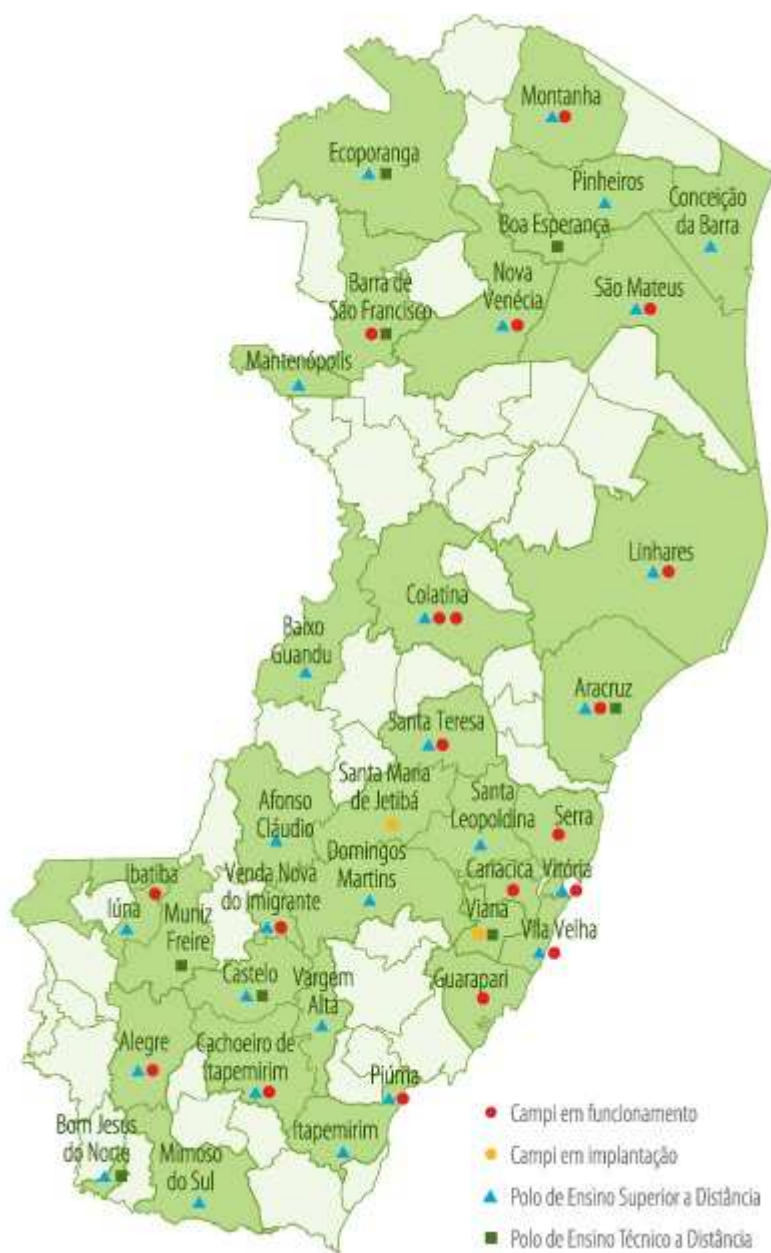 Montanha
Ecoporanga
Pinheiros
Conceição
da Barra
Boa Esperança
Nova
Venécia
São Mateus
Barra de
São Francisco
Mantenópolis
Linhares
Colatina
Baixo
Guandu
Aracruz
Santa Teresa
Santa Maria
de Jetibá
Santa
Leopoldina
Afonso
Cláudio
Serra
Domingos
Martins
Cariacica
Vitória
Ibatiba
Venda Nova
do Imigrante
Iúna
Muniz
Freire
Viana
Vila Velha
Castelo
Vargem
Alta
Guarapari
Alegre
Cachoeiro de
Itapemirim
Piúma
Bom Jesus
do Norte
Mimoso
do Sul
Itapemirim
Campi em funcionamento
Campi em implantação
Polo de Ensino Superior a Distância
Polo de Ensino Técnico a Distância